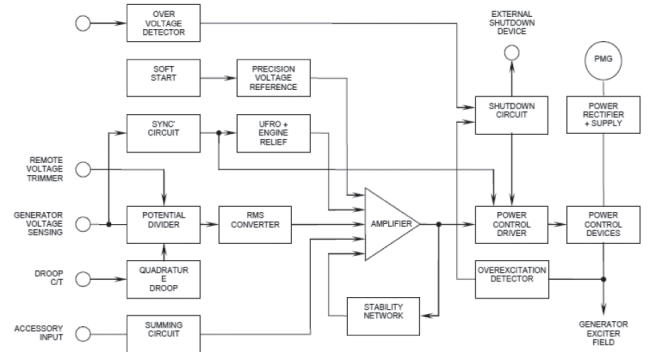 OVER
VOLTAGE
DETECTOR
EXTERNAL
SHUTDOWN
DEVICE
PMG
SOFT
START
PRECISION
VOLTAGE
REFERENCE
SHUTDOWN
CIRCUIT
POWER
RECTIFIER
+ SUPPLY
SYNC'
CIRCUIT
UFRO +
ENGINE
RELIEF
REMOTE
VOLTAGE
TRIMMER
GENERATOR
VOLTAGE
SENSING
POTENTIAL
DIVIDER
RMS
CONVERTER
AMPLIFIER
POWER
CONTROL
DRIVER
POWER
CONTROL
DEVICES
DROOP
C/T
QUADRATUR
E
DROOP
OVEREXCITATION
DETECTOR
STABILITY
NETWORK
GENERATOR
EXCITER
FIELD
ACCESSORY
INPUT
SUMMING
CIRCUIT